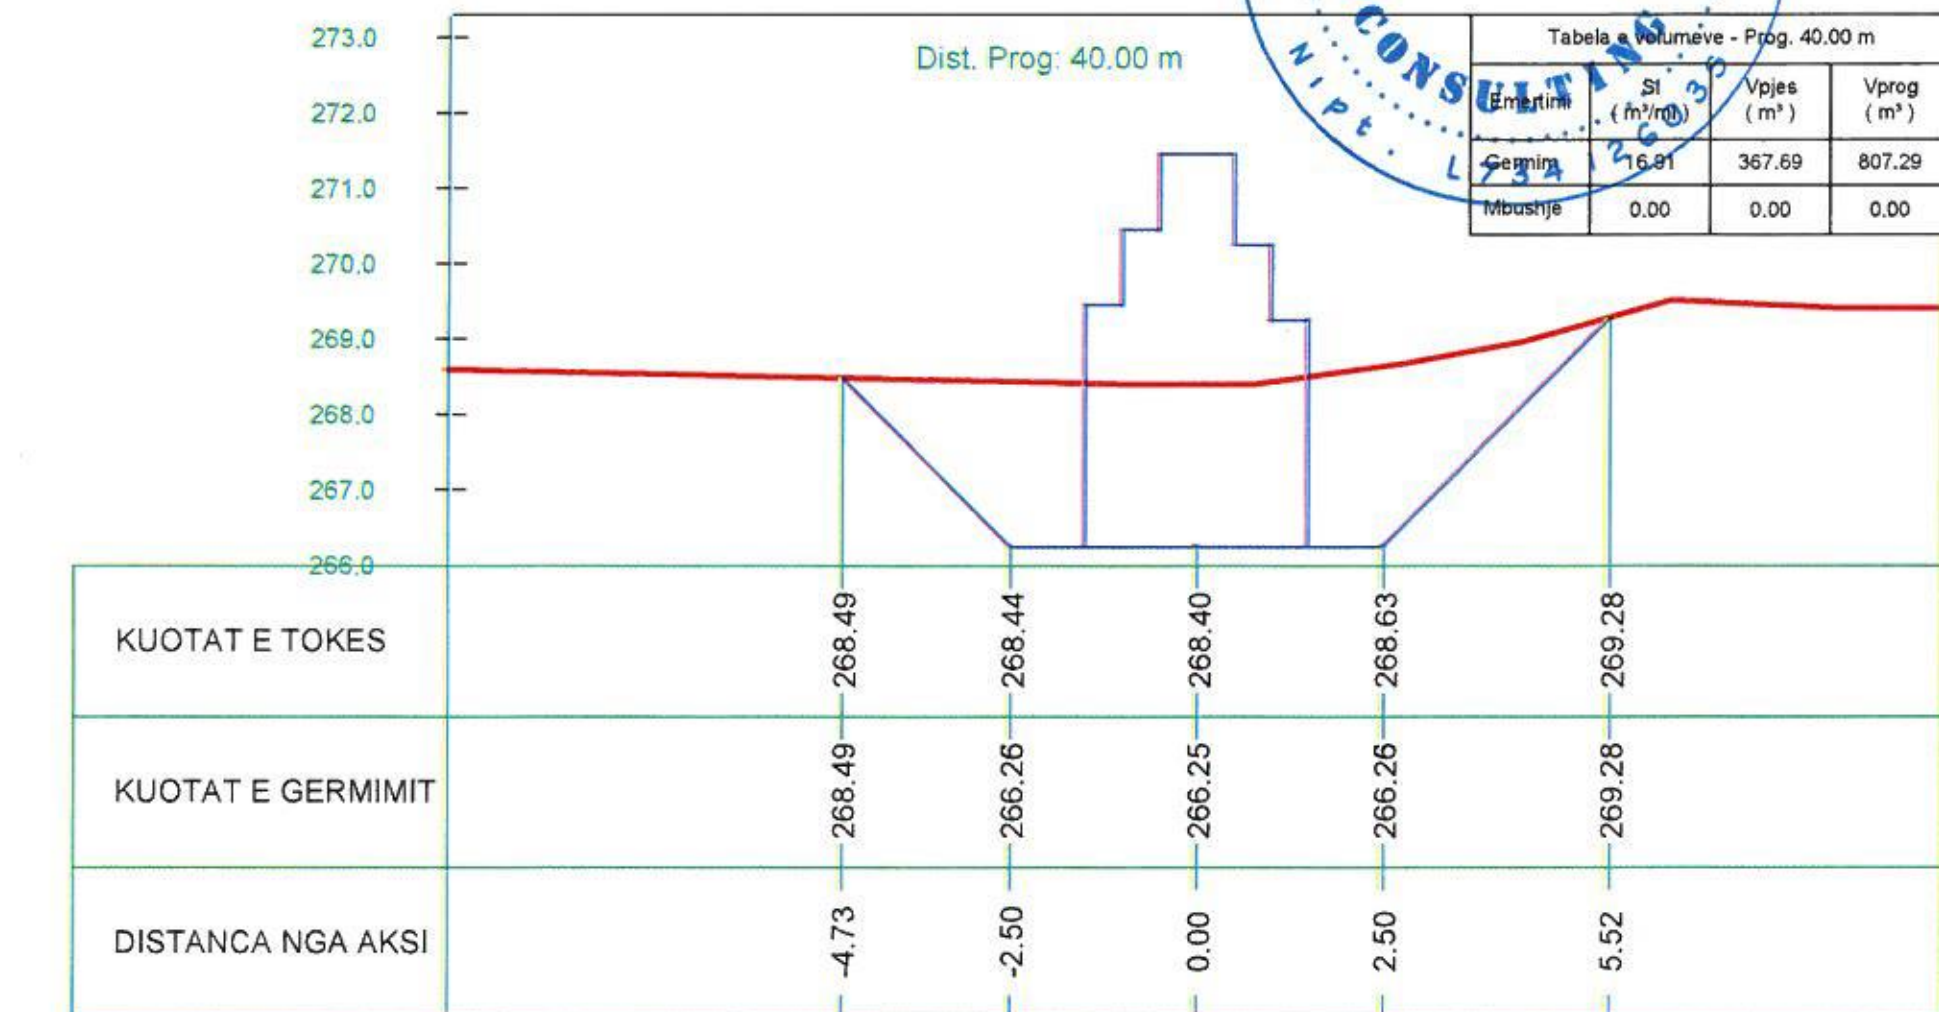 273.0
272.0
271.0
270.0
269.0
268.0
267.0
266.0
Dist. Prog: 40.00 m
CONSULTING
Nipt.
Tabela e volumeve - Prog. 40.00 m
Emertimi St (m³/ml) Vpjes (m³) Vprog (m³)
Germim 16.91 367.69 807.29
Mbushje 0.00 0.00 0.00
KUOTAT E TOKES 268.49 268.44 268.40 268.63 269.28
KUOTAT E GERMIMIT 268.49 266.26 266.25 266.26 269.28
DISTANCA NGA AKSI -4.73 -2.50 0.00 2.50 5.52